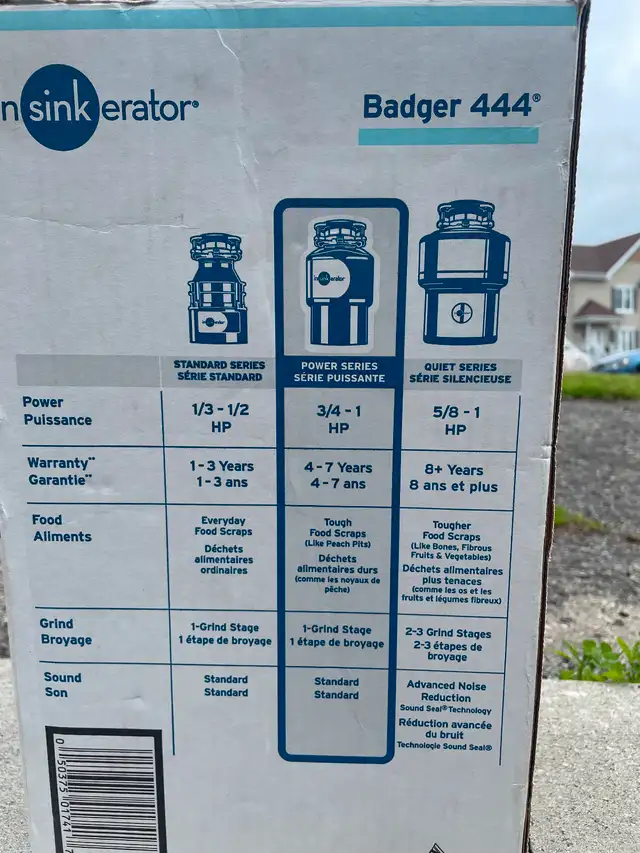 nsinkerator®
Badger 444®
insinkerator
STANDARD SERIES
SÉRIE STANDARD
POWER SERIES
SÉRIE PUISSANTE
QUIET SERIES
SÉRIE SILENCIEUSE
Power
Puissance
1/3 - 1/2
HP
3/4 - 1
HP
5/8 - 1
HP
Warranty**
Garantie**
1 - 3 Years
1 - 3 ans
4 - 7 Years
4 - 7 ans
8+ Years
8 ans et plus
Food
Aliments
Everyday
Food Scraps
Déchets
alimentaires
ordinaires
Tough
Food Scraps
(Like Peach Pits)
Déchets
alimentaires durs
(comme les noyaux de
pêche)
Tougher
Food Scraps
(Like Bones, Fibrous
Fruits & Vegetables)
Déchets alimentaires
plus tenaces
(comme les os et les
fruits et légumes fibreux)
Grind
Broyage
1-Grind Stage
1 étape de broyage
1-Grind Stage
1 étape de broyage
2-3 Grind Stages
2-3 étapes de
broyage
Sound
Son
Standard
Standard
Standard
Standard
Advanced Noise
Reduction
Sound Seal® Technology
Réduction avancée
du bruit
Technologie Sound Seal®
0 50375 01741 7